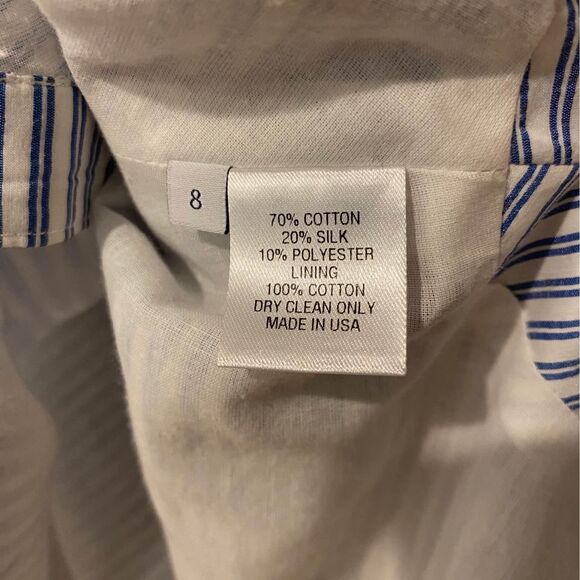 8
70% COTTON
20% SILK
10% POLYESTER
LINING
100% COTTON
DRY CLEAN ONLY
MADE IN USA